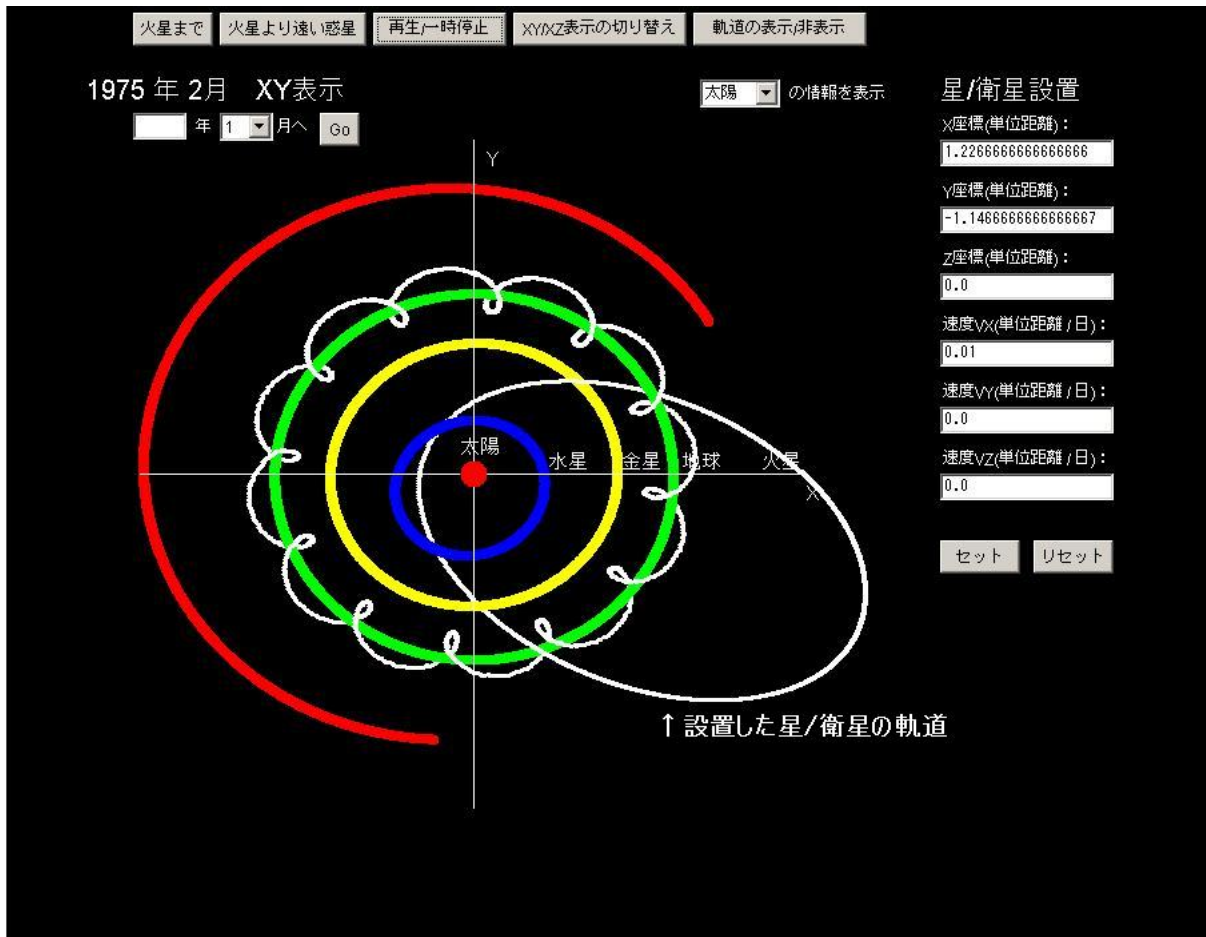 火星まで
火星より遠い惑星
再生/一時停止
XY/XZ表示の切り替え
軌道の表示/非表示
1975 年 2月 XY表示
年 1 月へ Go
太陽 の情報を表示
星/衛星設置
X座標(単位距離)：
1.2266666666666666
Y座標(単位距離)：
-1.1466666666666667
Z座標(単位距離)：
0.0
速度VX(単位距離/日)：
0.01
速度VY(単位距離/日)：
0.0
速度VZ(単位距離/日)：
0.0
セット
リセット
Y
太陽
水星
金星
地球
火星
X
↑設置した星/衛星の軌道